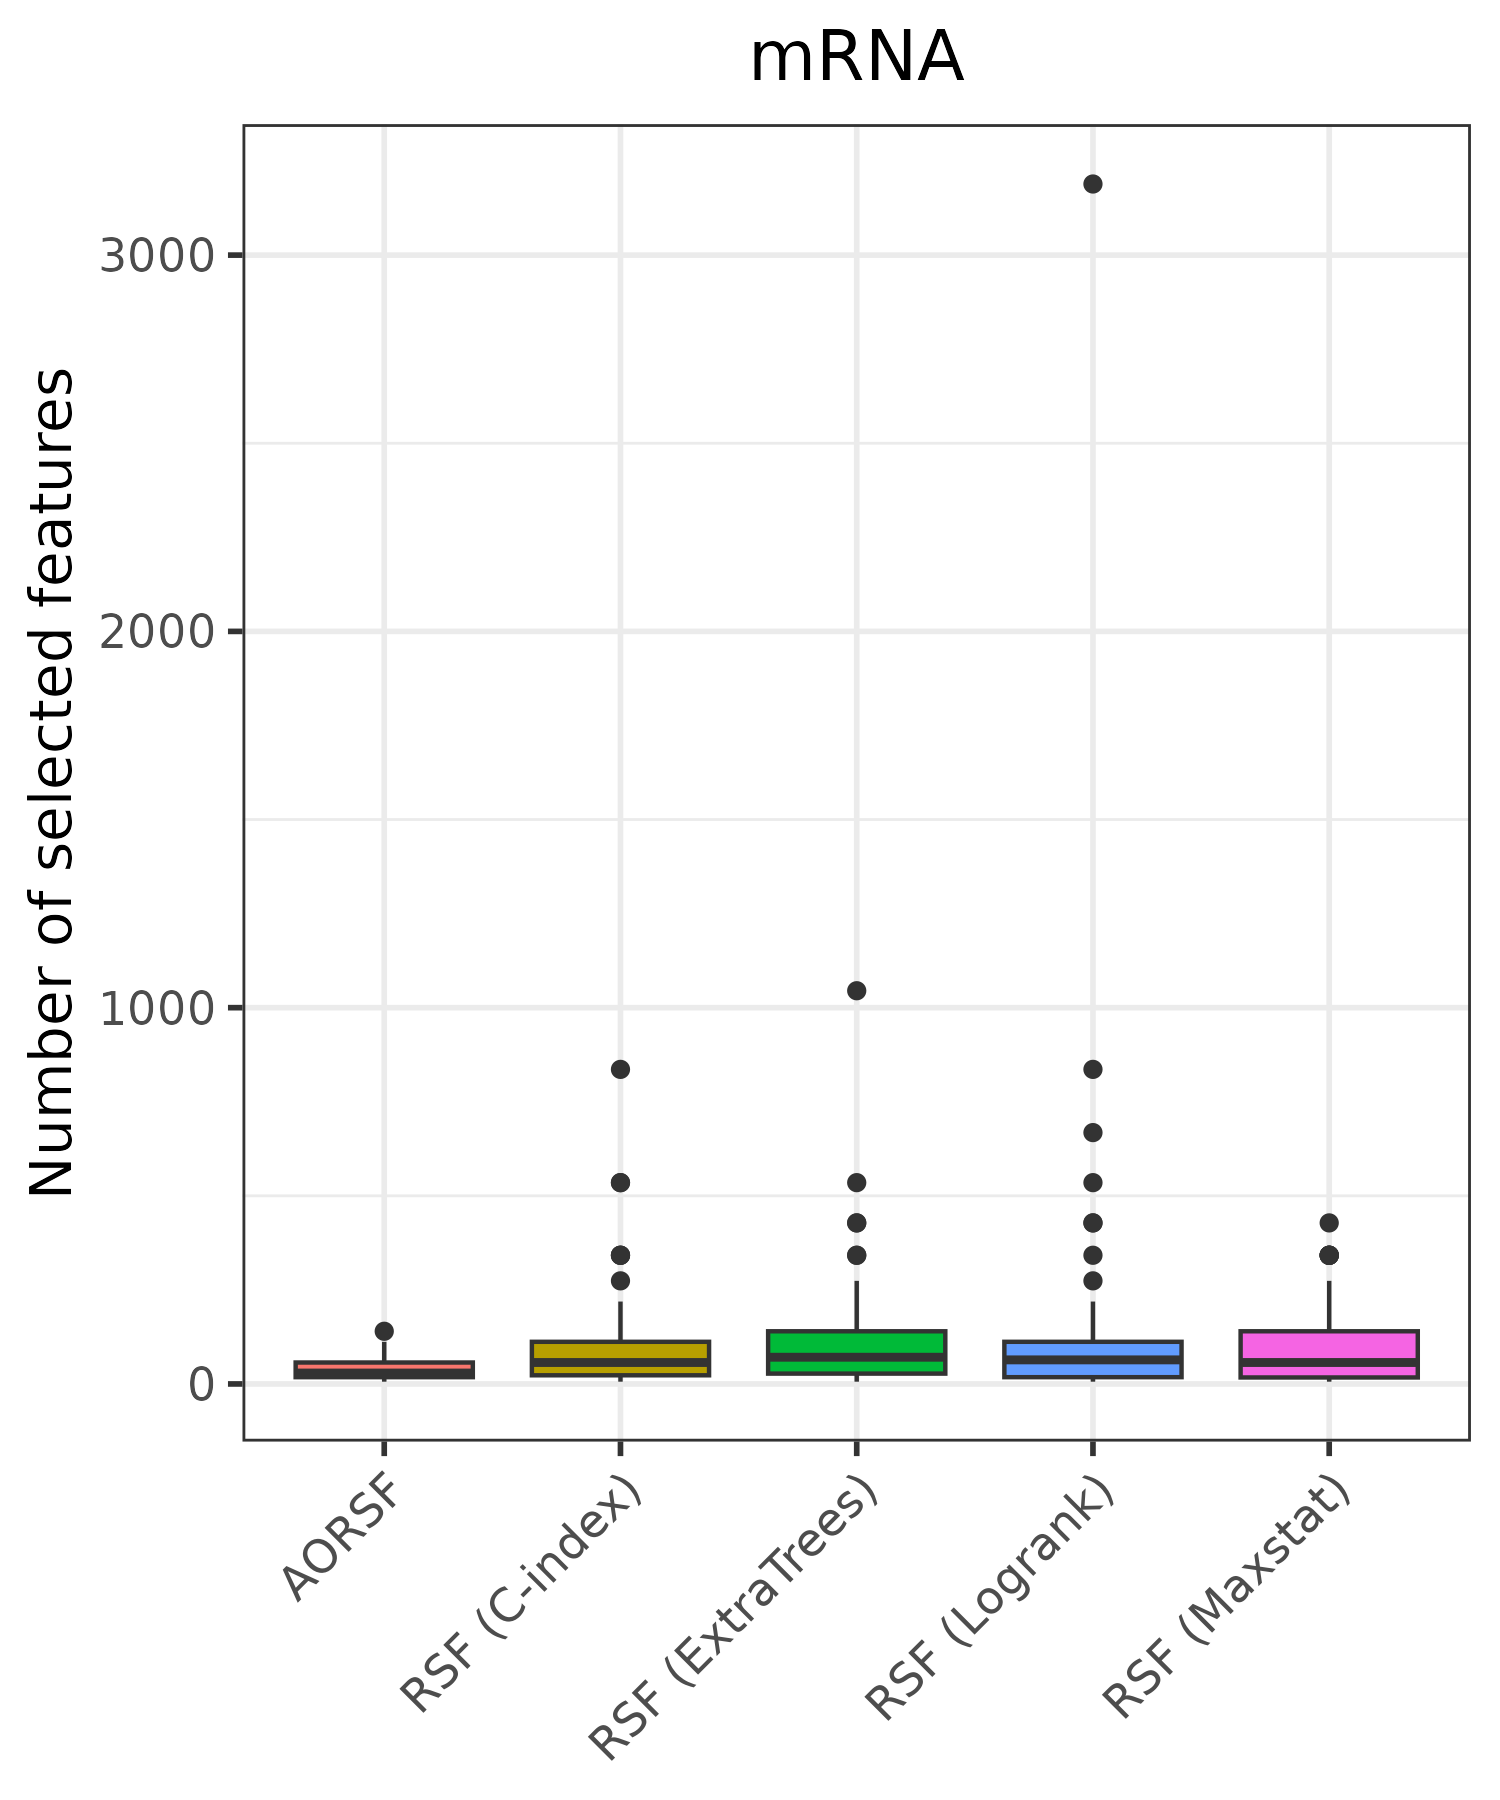 mRNA
Number of selected features
3000
2000
1000
0
AORSF
RSF (C-index)
RSF (ExtraTrees)
RSF (Logrank)
RSF (Maxstat)